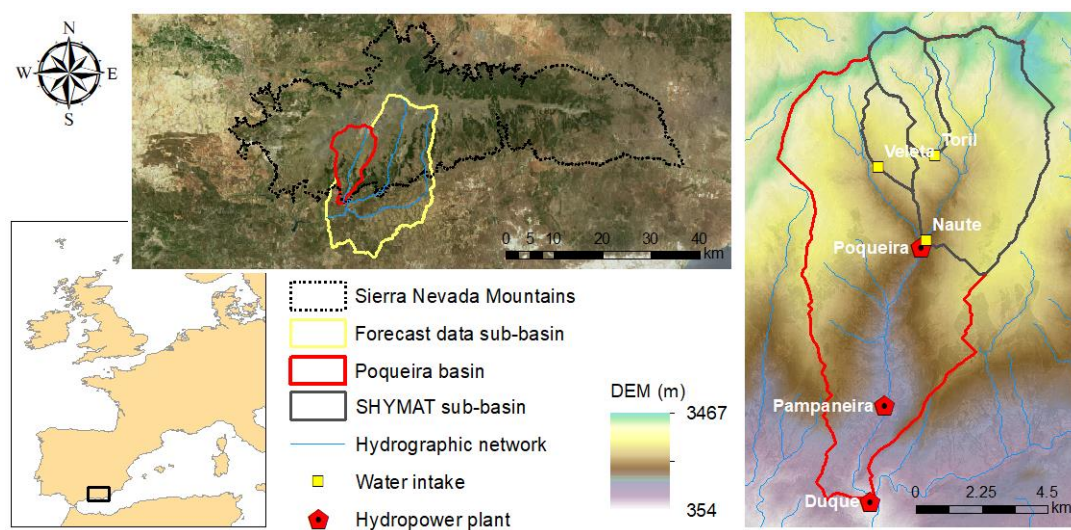 N
W E
S
0 5 10 20 30 40
km
Sierra Nevada Mountains
Forecast data sub-basin
Poqueira basin
SHYMAT sub-basin
Hydrographic network
Water intake
Hydropower plant
DEM (m)
3467
354
Veleta
Toril
Naute
Poqueira
Pampaneira
Duque
0 2.25 4.5
km